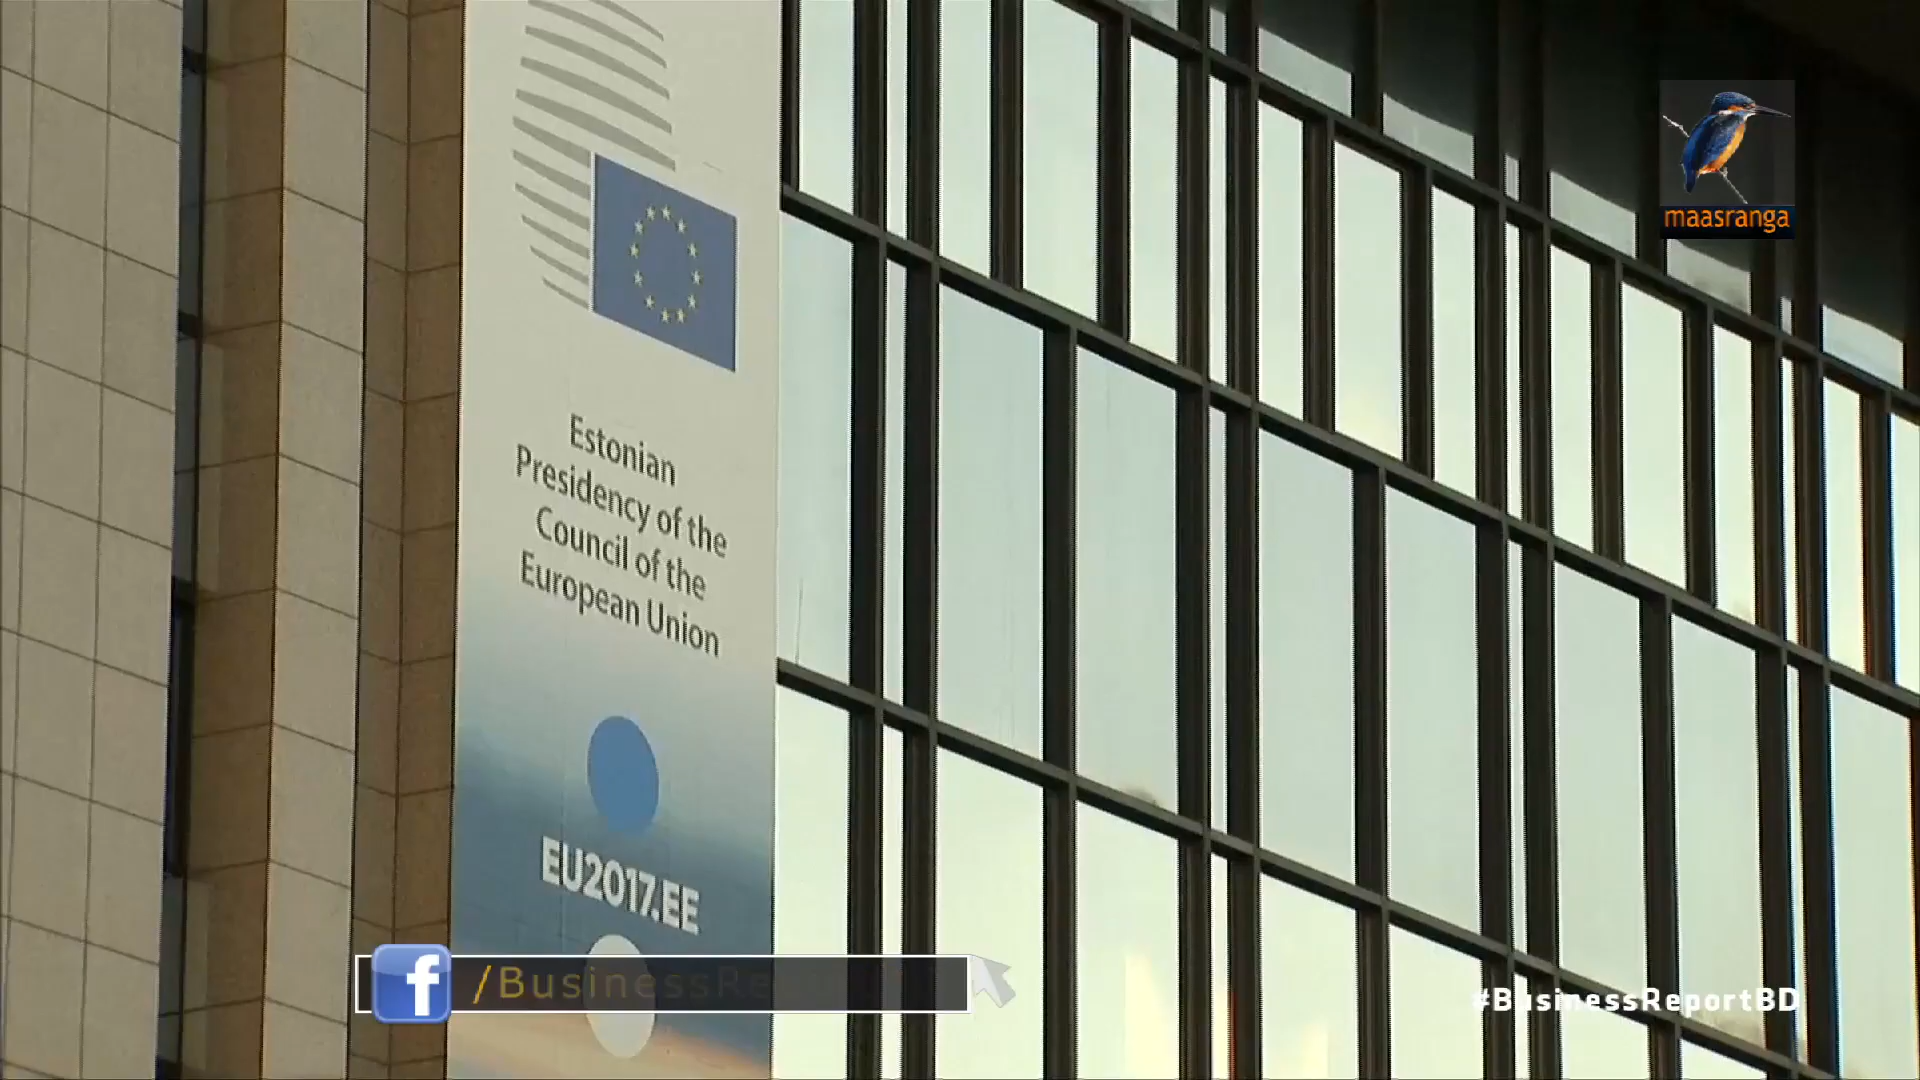 maasranga
Estonian
Presidency of the
Council of the
European Union
EU2017.EE
f /BusinessRe
#BusinessReportBD